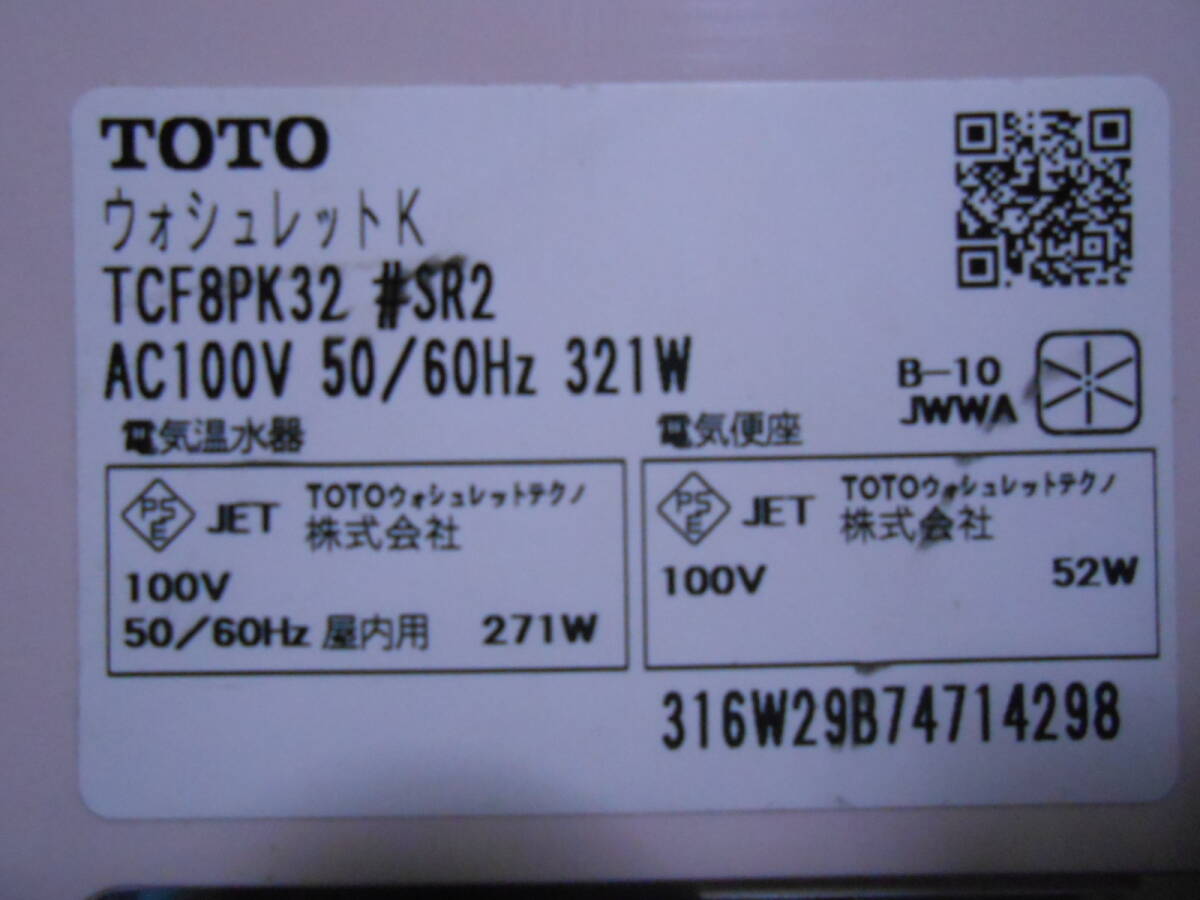 TOTO
ウォシュレットK
TCF8PK32 #SR2
AC100V 50/60Hz 321W
B-10
JWWA
電気温水器
PSE JET TOTOウォシュレットテクノ
株式会社
100V
50/60Hz 屋内用 271W
電気便座
PSE JET TOTOウォシュレットテクノ
株式会社
100V 52W
316W29B74714298